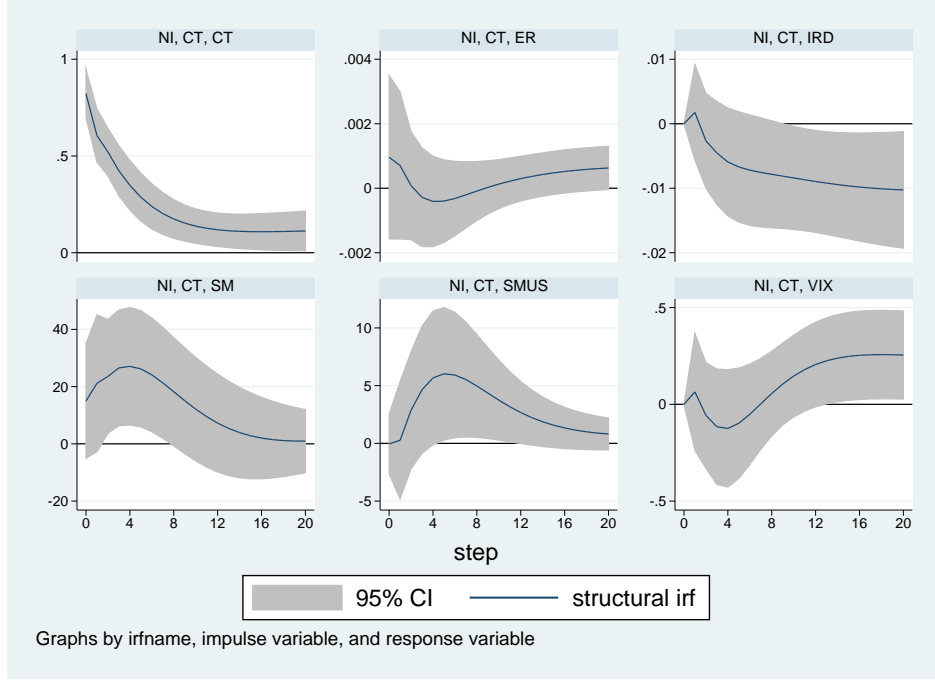 NI, CT, CT
NI, CT, ER
NI, CT, IRD
1
.5
0
.004
.002
0
-.002
.01
0
-.01
-.02
NI, CT, SM
NI, CT, SMUS
NI, CT, VIX
40
20
0
-20
10
5
0
-5
.5
0
-.5
0 4 8 12 16 20
0 4 8 12 16 20
0 4 8 12 16 20
step
95% CI structural irf
Graphs by irfname, impulse variable, and response variable